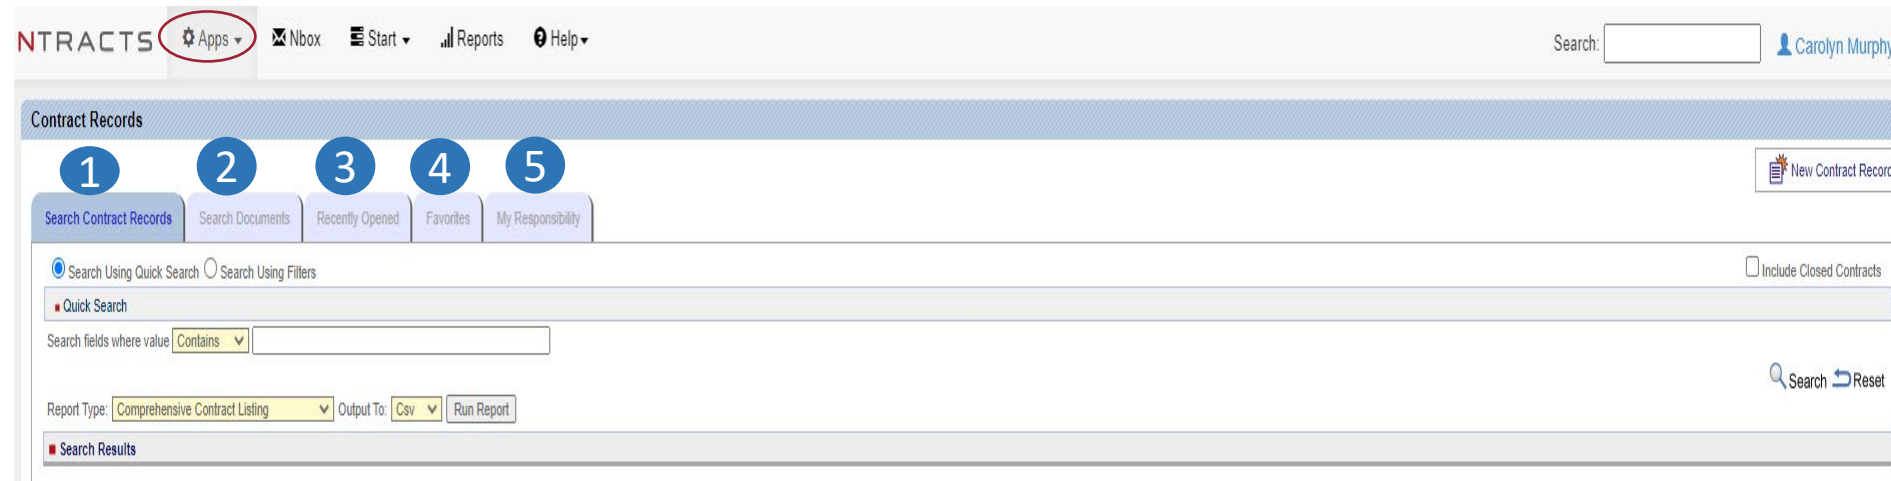 NTRACTS Apps Nbox Start Reports Help Search: Carolyn Murphy
Contract Records
1 2 3 4 5
New Contract Record
Search Contract Records Search Documents Recently Opened Favorites My Responsibility
Search Using Quick Search Search Using Filters Include Closed Contracts
Quick Search
Search fields where value Contains
Search Reset
Report Type: Comprehensive Contract Listing Output To: Csv Run Report
Search Results